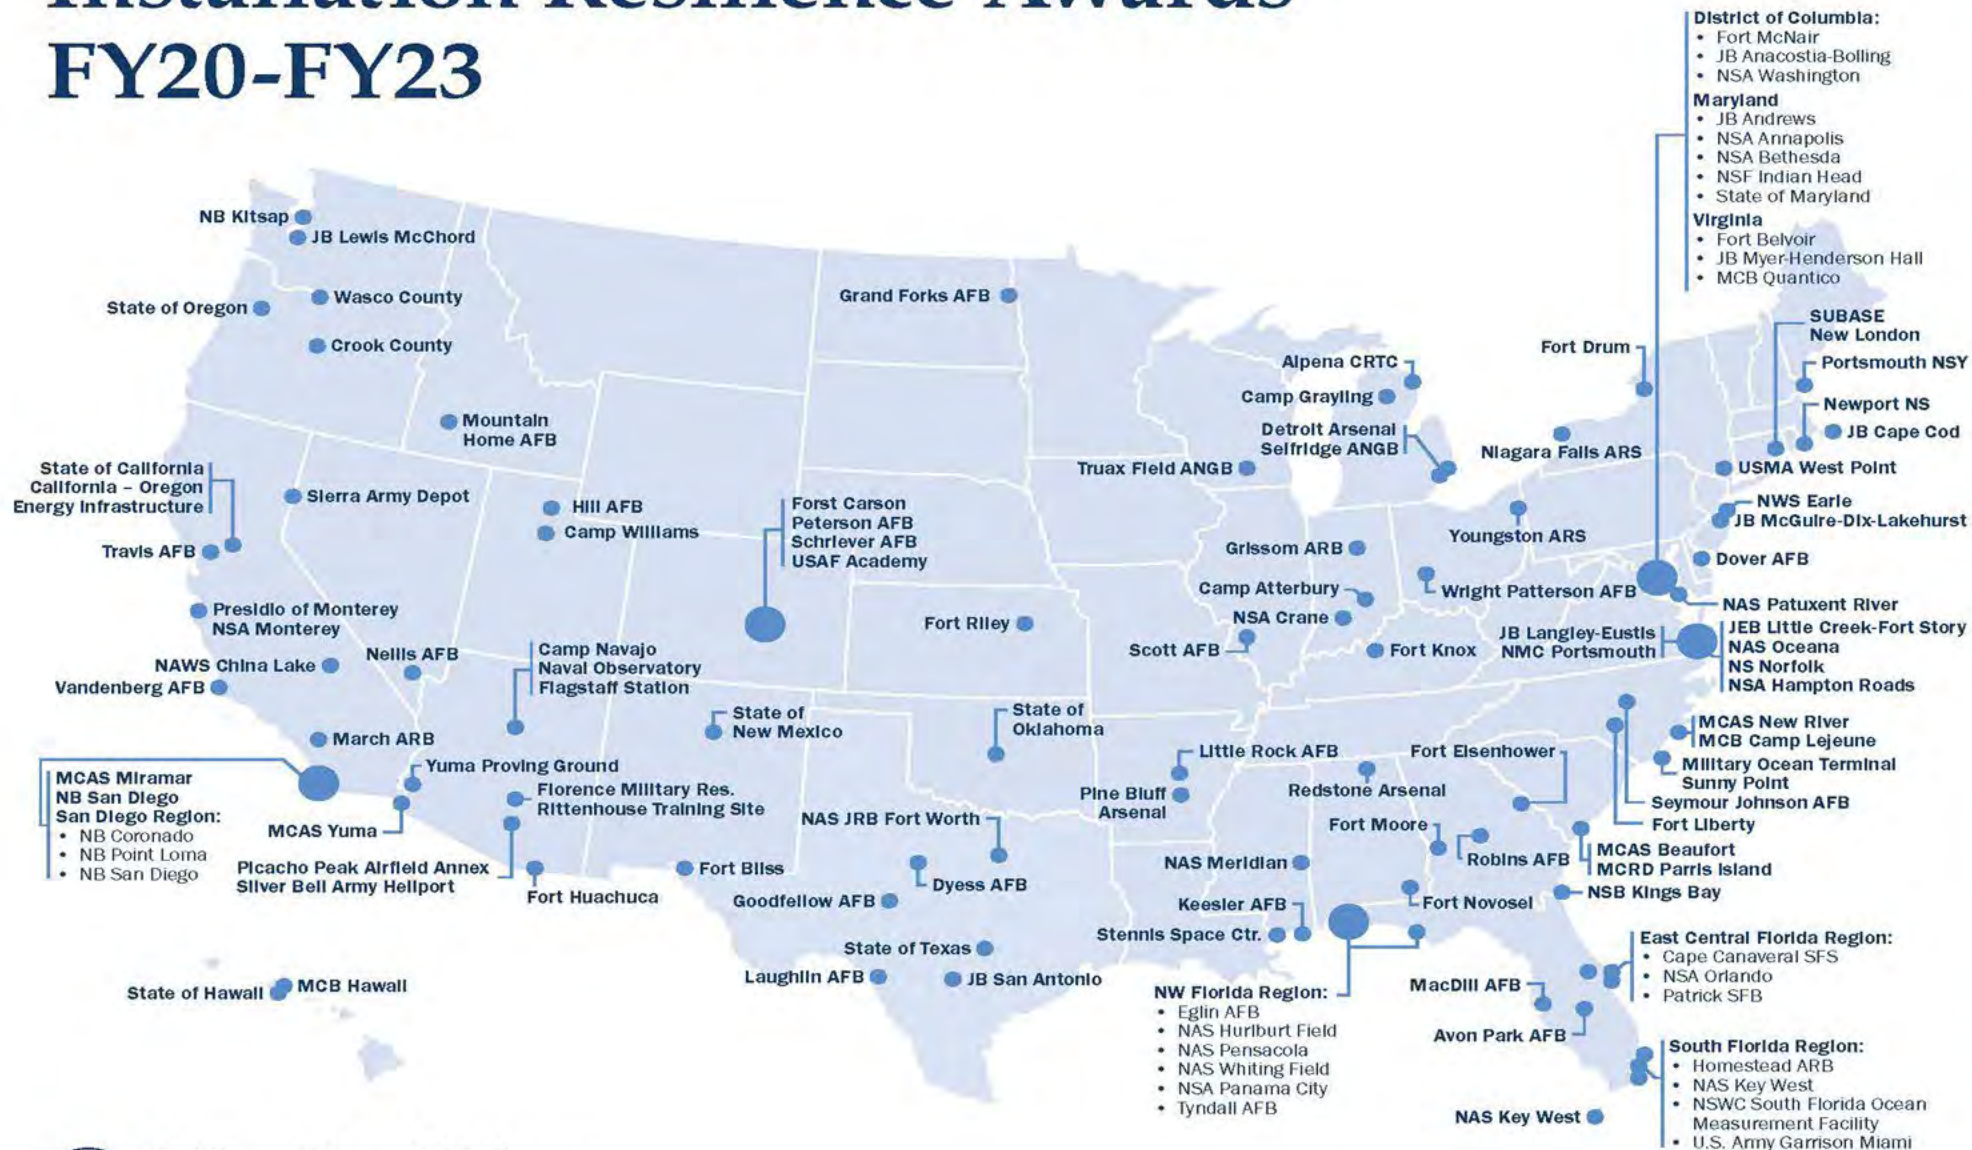 Installation Resilience Awards
FY20-FY23
District of Columbia:
• Fort McNair
• JB Anacostia-Bolling
• NSA Washington
Maryland
• JB Andrews
• NSA Annapolis
• NSA Bethesda
• NSF Indian Head
• State of Maryland
Virginia
• Fort Belvoir
• JB Myer-Henderson Hall
• MCB Quantico
NB Kitsap
JB Lewis McChord
State of Oregon
Wasco County
Crook County
Mountain
Home AFB
Grand Forks AFB
Alpena CRTC
Camp Grayling
Detroit Arsenal
Selfridge ANGB
Truax Field ANGB
Fort Drum
Niagara Falls ARS
SUBASE
New London
Portsmouth NSY
Newport NS
JB Cape Cod
USMA West Point
NWS Earle
JB McGuire-Dix-Lakehurst
Dover AFB
State of California
California – Oregon
Energy Infrastructure
Travis AFB
Sierra Army Depot
Hill AFB
Camp Williams
Forst Carson
Peterson AFB
Schriever AFB
USAF Academy
Youngston ARS
Grissom ARB
Camp Atterbury
Wright Patterson AFB
NSA Crane
Scott AFB
Fort Knox
NAS Patuxent River
JB Langley-Eustis
NMC Portsmouth
JEB Little Creek-Fort Story
NAS Oceana
NS Norfolk
NSA Hampton Roads
Presidio of Monterey
NSA Monterey
NAWS China Lake
Nellis AFB
Vandenberg AFB
Camp Navajo
Naval Observatory
Flagstaff Station
Fort Riley
March ARB
State of
New Mexico
State of
Oklahoma
Little Rock AFB
Pine Bluff
Arsenal
Fort Eisenhower
Redstone Arsenal
MCAS New River
MCB Camp Lejeune
Military Ocean Terminal
Sunny Point
Seymour Johnson AFB
Fort Liberty
MCAS Miramar
NB San Diego
San Diego Region:
• NB Coronado
• NB Point Loma
• NB San Diego
Yuma Proving Ground
Florence Military Res.
Rittenhouse Training Site
MCAS Yuma
Picacho Peak Airfield Annex
Silver Bell Army Heliport
Fort Huachuca
Fort Bliss
NAS JRB Fort Worth
Dyess AFB
Goodfellow AFB
State of Texas
Laughlin AFB
JB San Antonio
Fort Moore
Robins AFB
MCAS Beaufort
MCRD Parris Island
NAS Meridian
Keesler AFB
Stennis Space Ctr.
Fort Novosel
NSB Kings Bay
State of Hawaii
MCB Hawaii
NW Florida Region:
• Eglin AFB
• NAS Hurlburt Field
• NAS Pensacola
• NAS Whiting Field
• NSA Panama City
• Tyndall AFB
East Central Florida Region:
• Cape Canaveral SFS
• NSA Orlando
• Patrick SFB
MacDill AFB
Avon Park AFB
South Florida Region:
• Homestead ARB
• NAS Key West
• NSWC South Florida Ocean
Measurement Facility
• U.S. Army Garrison Miami
NAS Key West